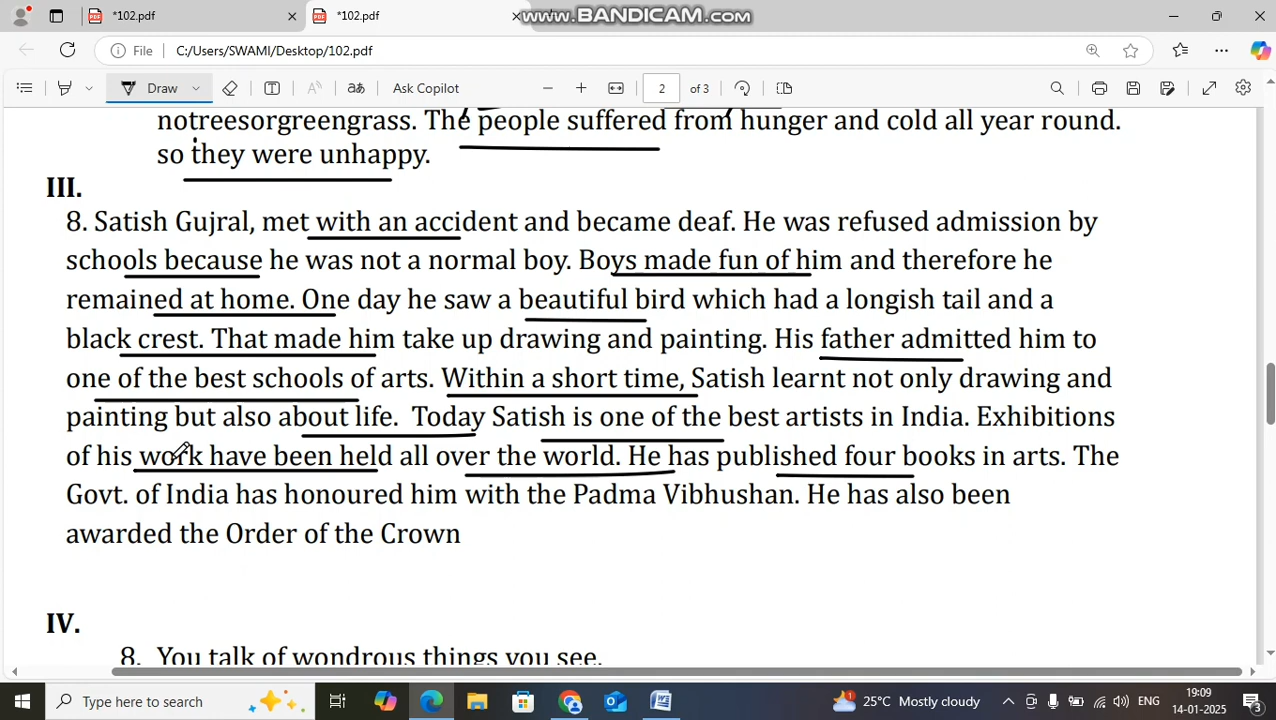 *102.pdf
*102.pdf
www.BANDICAM.com
File C:/Users/SWAMI/Desktop/102.pdf
Draw
Ask Copilot
2 of 3
notreesorgreengrass. The people suffered from hunger and cold all year round.
so they were unhappy.
III.
8. Satish Gujral, met with an accident and became deaf. He was refused admission by
schools because he was not a normal boy. Boys made fun of him and therefore he
remained at home. One day he saw a beautiful bird which had a longish tail and a
black crest. That made him take up drawing and painting. His father admitted him to
one of the best schools of arts. Within a short time, Satish learnt not only drawing and
painting but also about life. Today Satish is one of the best artists in India. Exhibitions
of his work have been held all over the world. He has published four books in arts. The
Govt. of India has honoured him with the Padma Vibhushan. He has also been
awarded the Order of the Crown
IV.
8. You talk of wondrous things you see.
Type here to search
25°C Mostly cloudy
ENG
19:09
14-01-2025